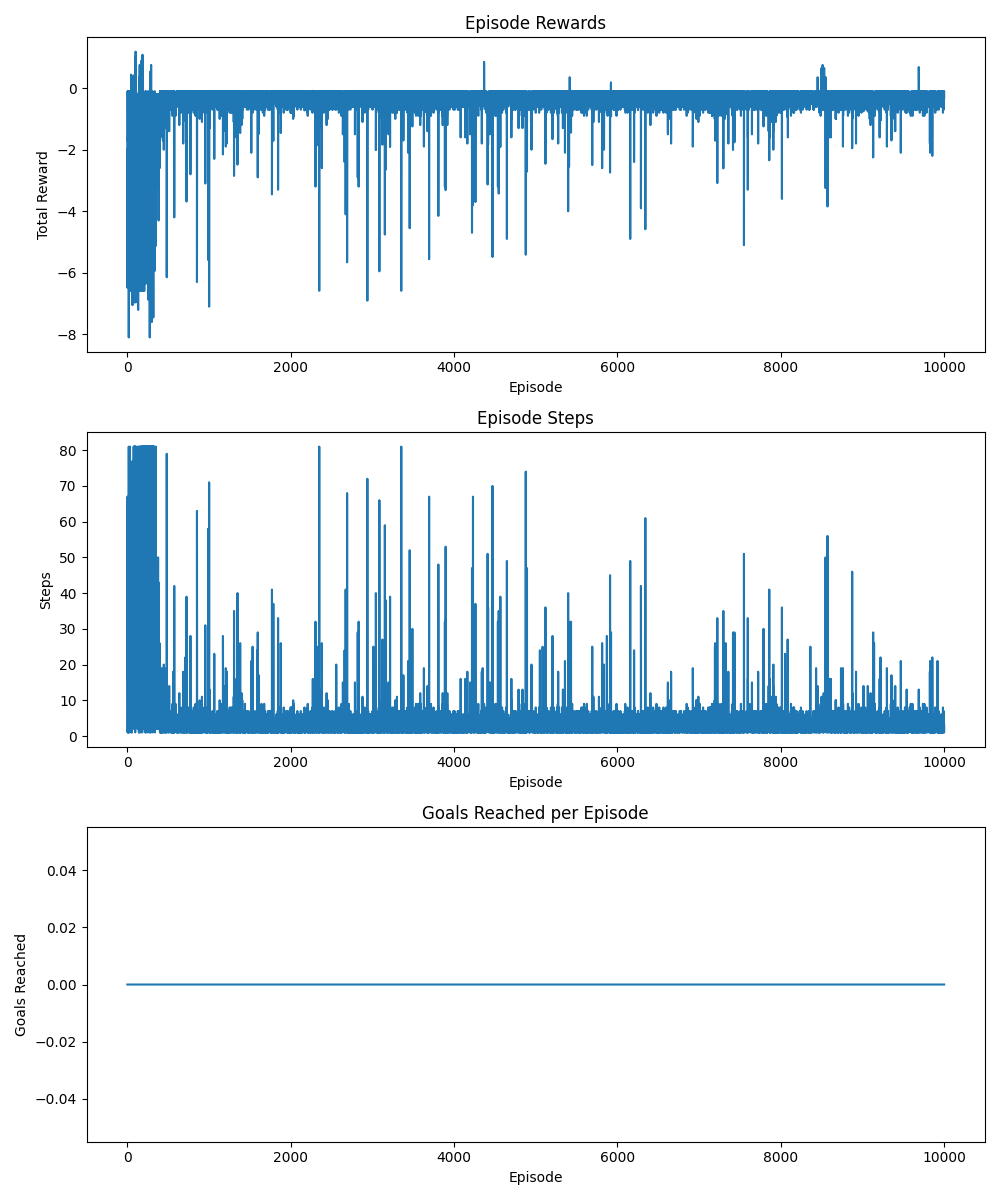 Episode Rewards
0
−2
−4
−6
−8
Total Reward
0 2000 4000 6000 8000 10000
Episode
Episode Steps
80
70
60
50
40
30
20
10
0
Steps
0 2000 4000 6000 8000 10000
Episode
Goals Reached per Episode
0.04
0.02
0.00
−0.02
−0.04
Goals Reached
0 2000 4000 6000 8000 10000
Episode